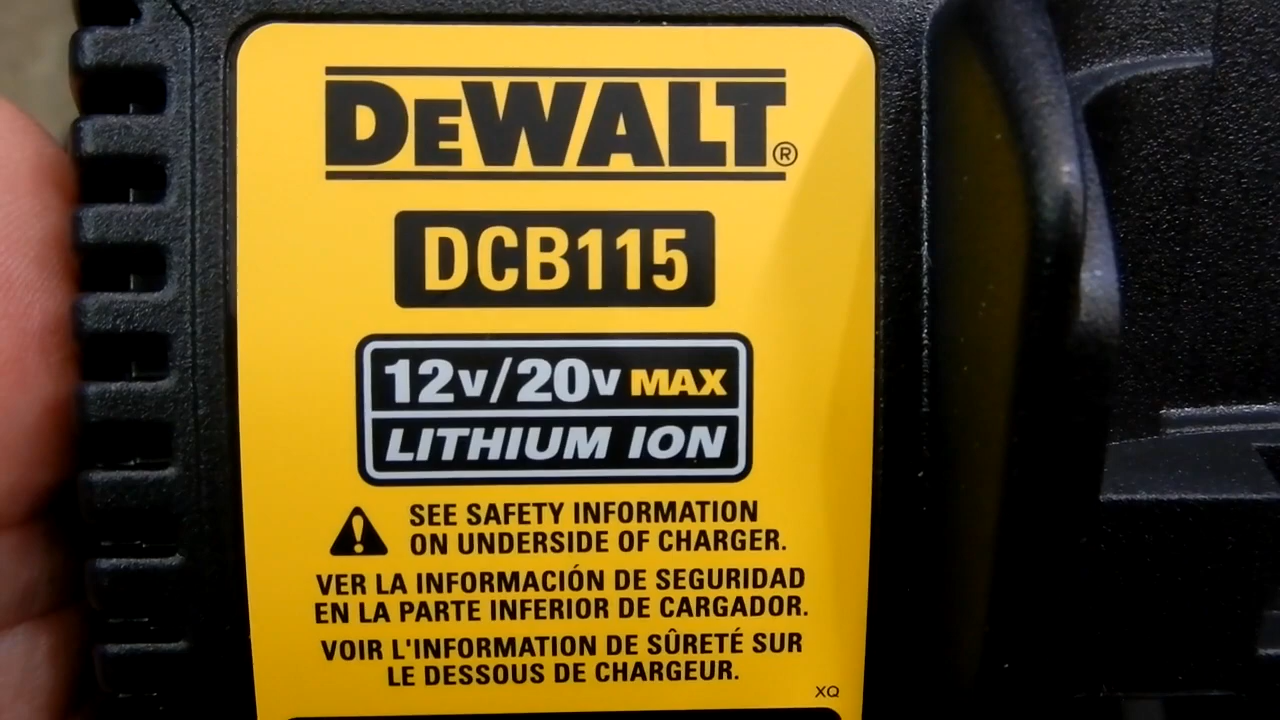 DEWALT®
DCB115
12V/20V MAX
LITHIUM ION
SEE SAFETY INFORMATION
ON UNDERSIDE OF CHARGER.
VER LA INFORMACIÓN DE SEGURIDAD
EN LA PARTE INFERIOR DE CARGADOR.
VOIR L'INFORMATION DE SÛRETÉ SUR
LE DESSOUS DE CHARGEUR.
XQ